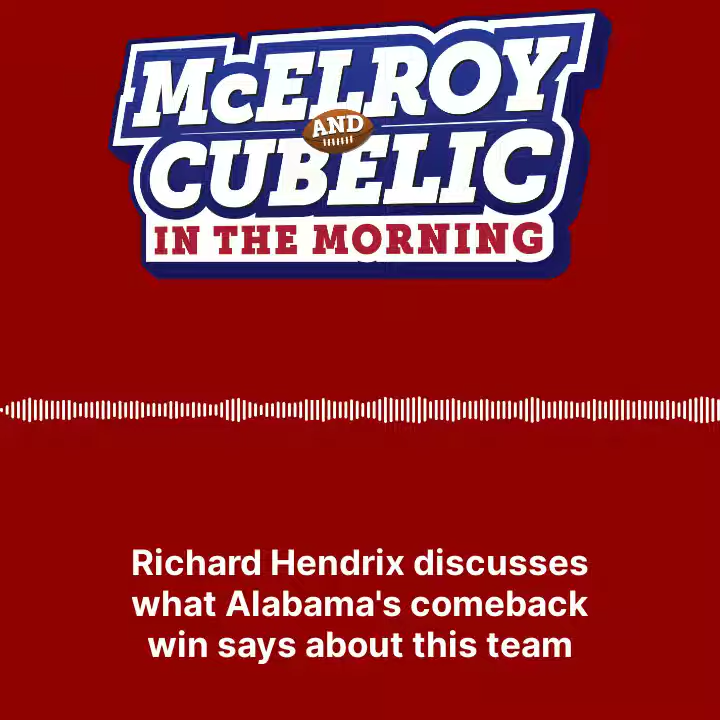 McELROY
AND
CUBELIC
IN THE MORNING
Richard Hendrix discusses
what Alabama's comeback
win says about this team